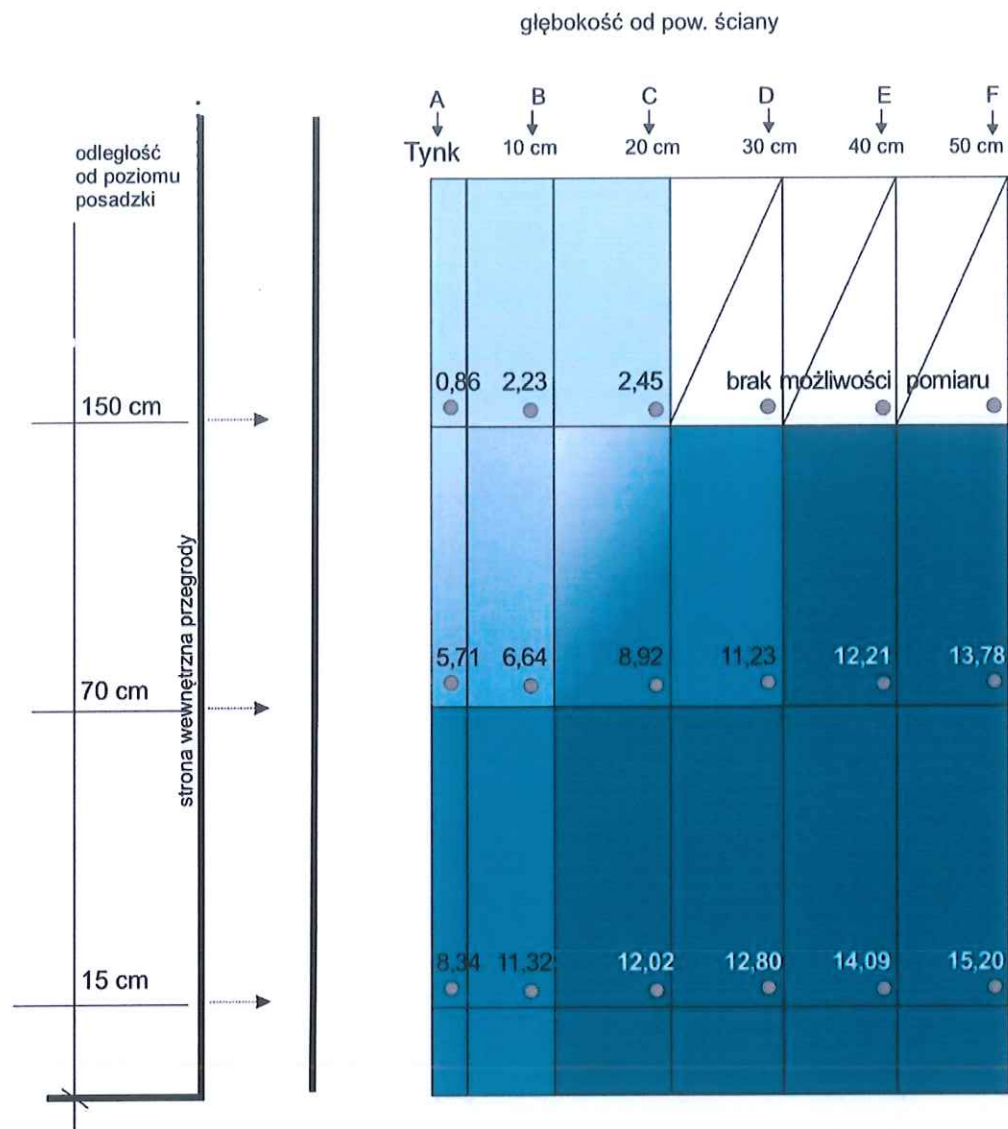 głębokość od pow. ściany
A B C D E F
Tynk 10 cm 20 cm 30 cm 40 cm 50 cm
odległość
od poziomu
posadzki
0,86 2,23 2,45 brak możliwości pomiaru
150 cm
strona wewnętrzna przegrody
5,71 6,64 8,92 11,23 12,21 13,78
70 cm
8,34 11,32 12,02 12,80 14,09 15,20
15 cm